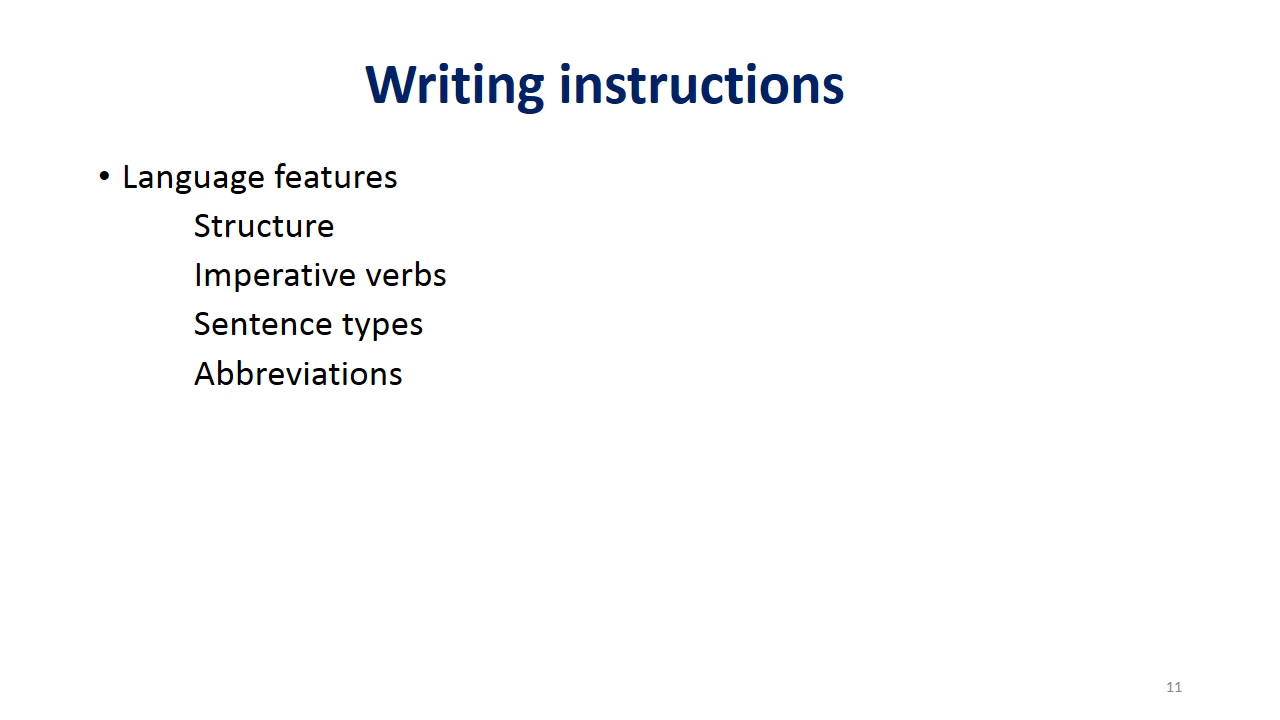 Writing instructions
• Language features
Structure
Imperative verbs
Sentence types
Abbreviations
11